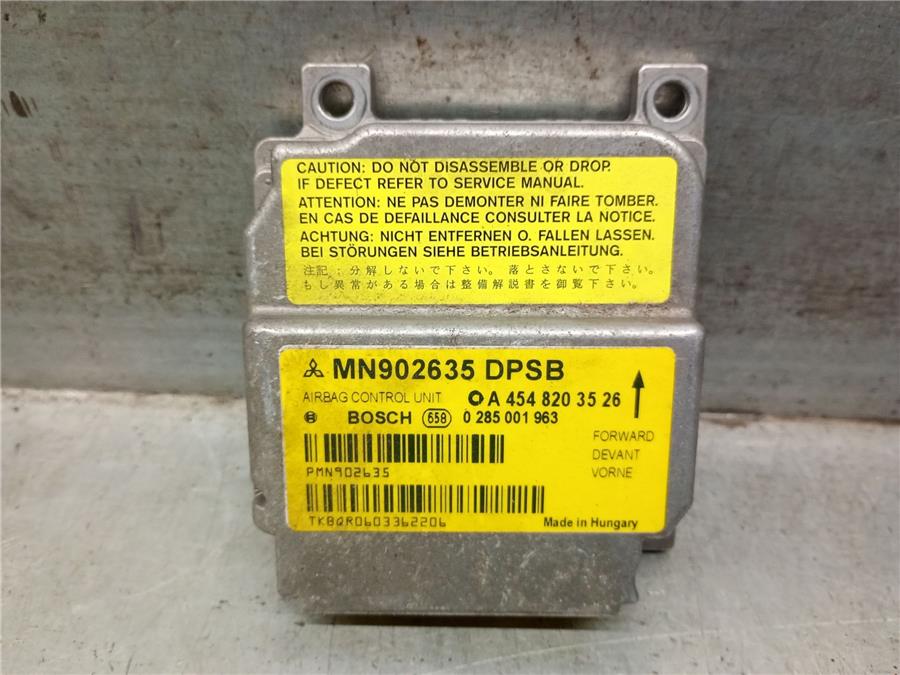 CAUTION: DO NOT DISASSEMBLE OR DROP.
IF DEFECT REFER TO SERVICE MANUAL.
ATTENTION: NE PAS DEMONTER NI FAIRE TOMBER.
EN CAS DE DEFAILLANCE CONSULTER LA NOTICE.
ACHTUNG: NICHT ENTFERNEN O. FALLEN LASSEN.
BEI STÖRUNGEN SIEHE BETRIEBSANLEITUNG.
注記：分解しないで下さい。落とさないで下さい。
もし異常がある場合は整備解説書を御覧下さい。
MN902635 DPSB
AIRBAG CONTROL UNIT A 454 820 35 26
BOSCH 658 0 285 001 963
FORWARD
DEVANT
VORNE
PMN902635
TKBQR0603362206
Made in Hungary